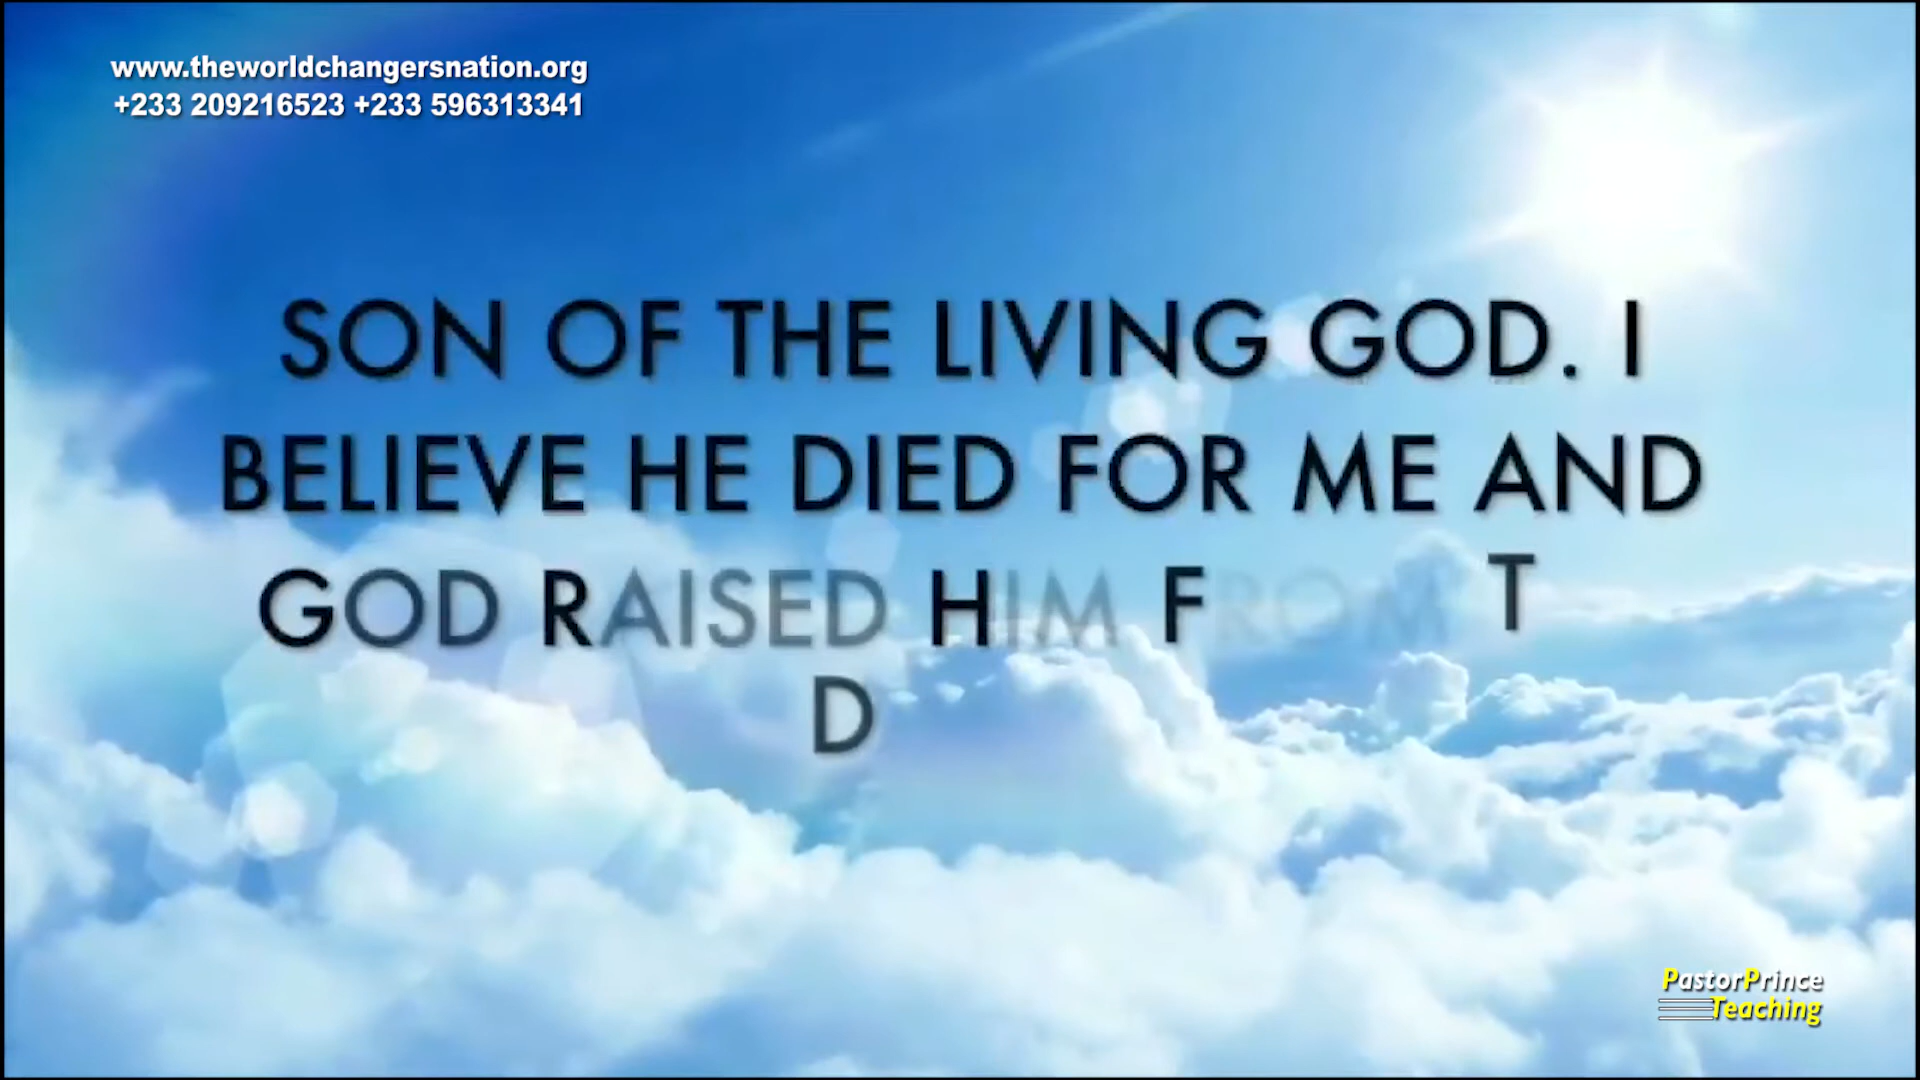 www.theworldchangersnation.org
+233 209216523 +233 596313341
SON OF THE LIVING GOD. I
BELIEVE HE DIED FOR ME AND
GOD RAISED HIM FROM T
D
PastorPrince
Teaching